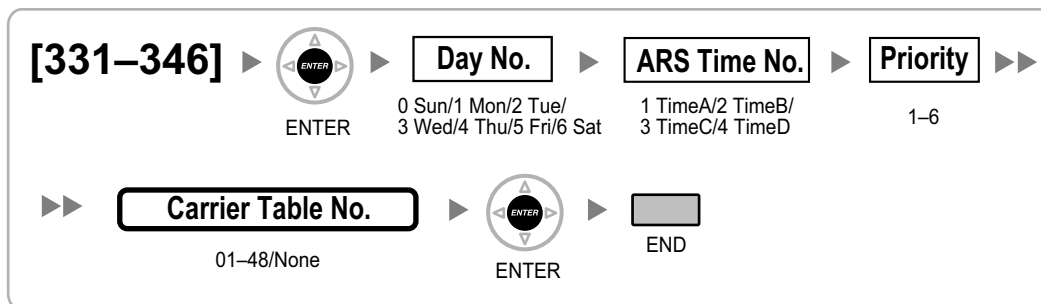 [331–346] ENTER Day No. ARS Time No. Priority
0 Sun/1 Mon/2 Tue/ 1 TimeA/2 TimeB/
ENTER 3 Wed/4 Thu/5 Fri/6 Sat 3 TimeC/4 TimeD 1–6
Carrier Table No. ENTER
01–48/None ENTER END